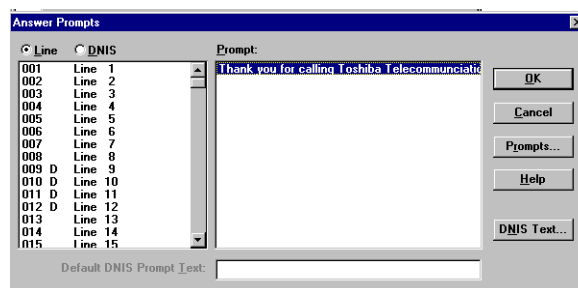 Answer Prompts
Line DNIS Prompt:
001 Line 1
002 Line 2
003 Line 3
004 Line 4
005 Line 5
006 Line 6
007 Line 7
008 Line 8
009 D Line 9
010 D Line 10
011 D Line 11
012 D Line 12
013 Line 13
014 Line 14
015 Line 15
Thank you for calling Toshiba Telecommunciatio
OK
Cancel
Prompts...
Help
DNIS Text...
Default DNIS Prompt Text: